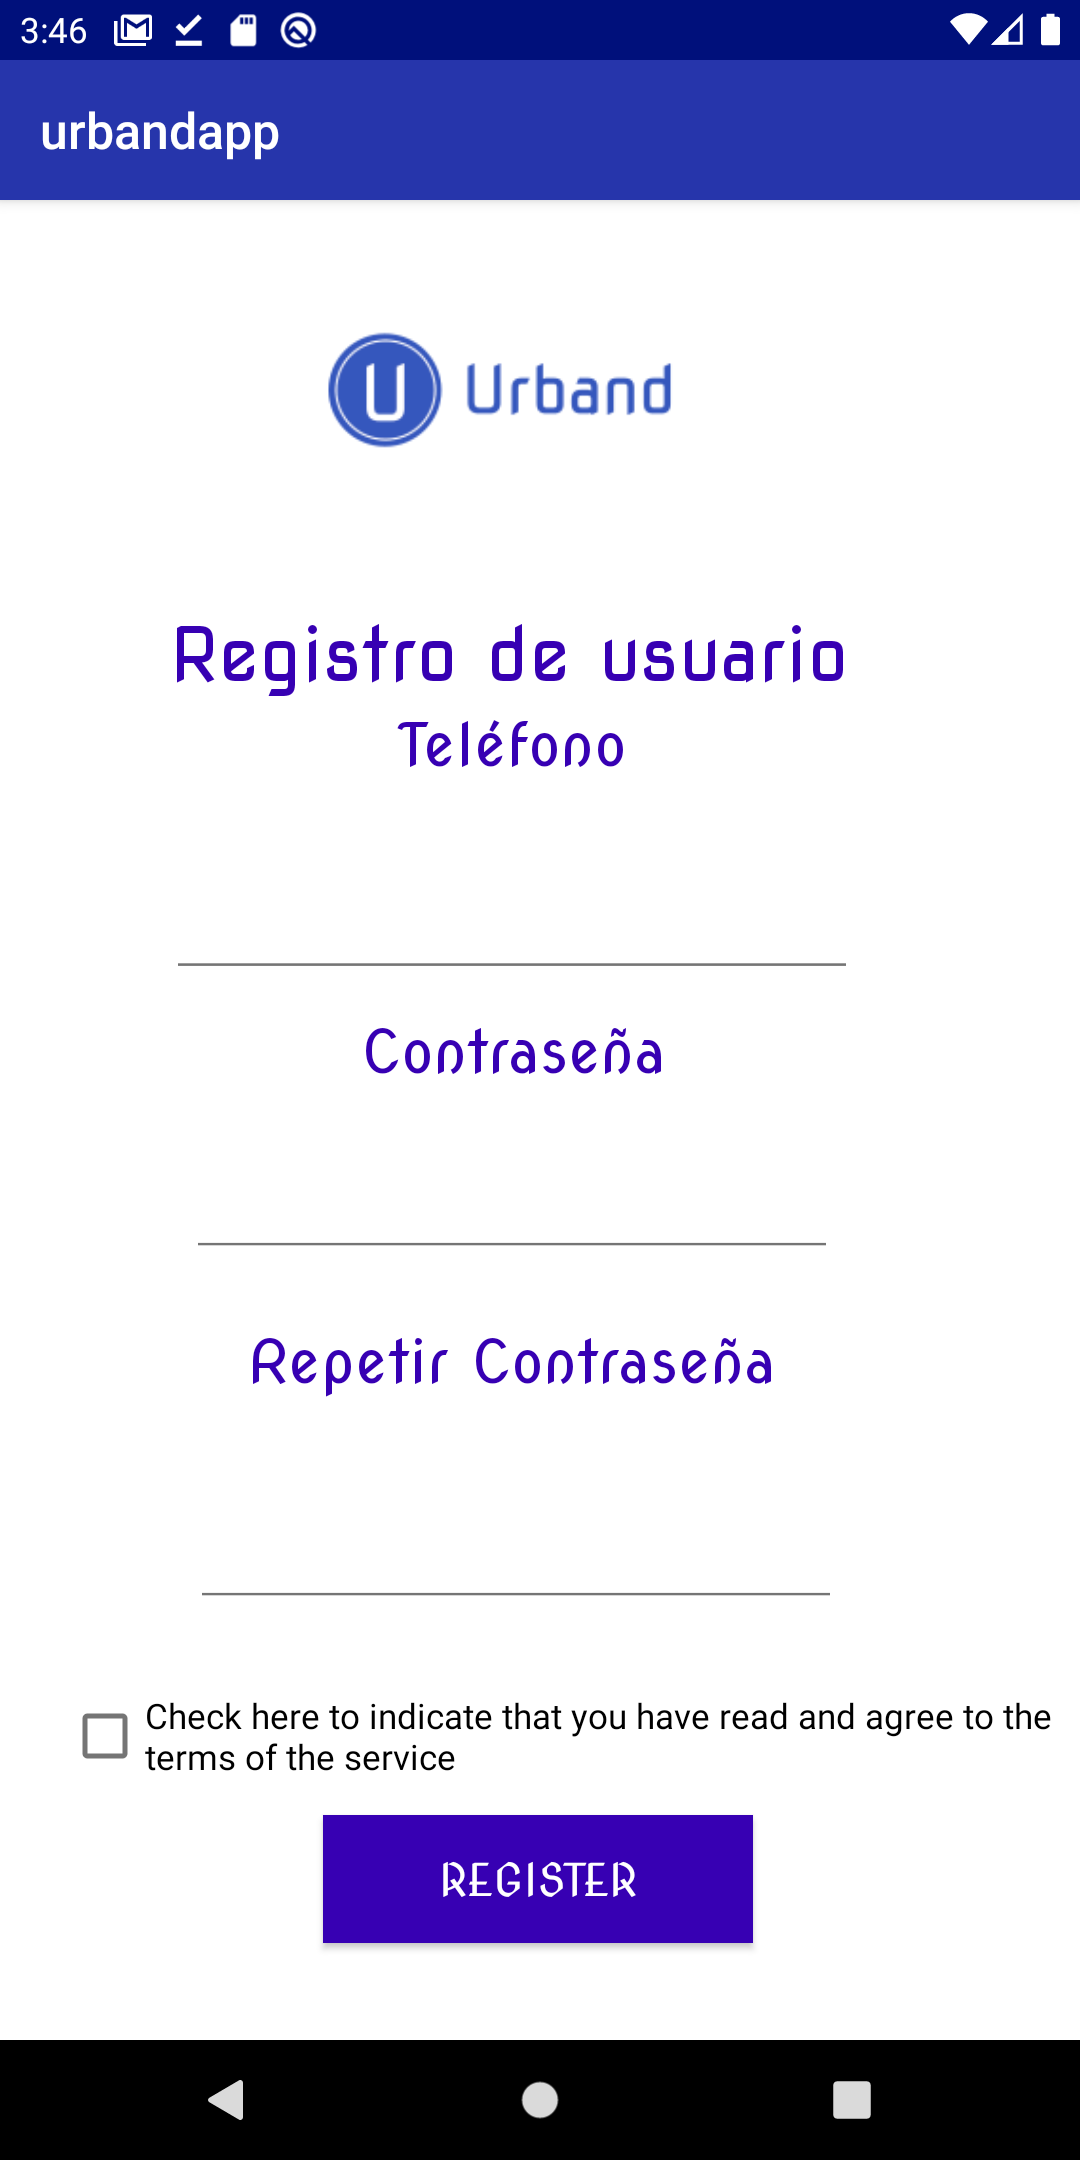 3:46
urbandapp
U Urband
Registro de usuario
Teléfono
Contraseña
Repetir Contraseña
Check here to indicate that you have read and agree to the
terms of the service
REGISTER